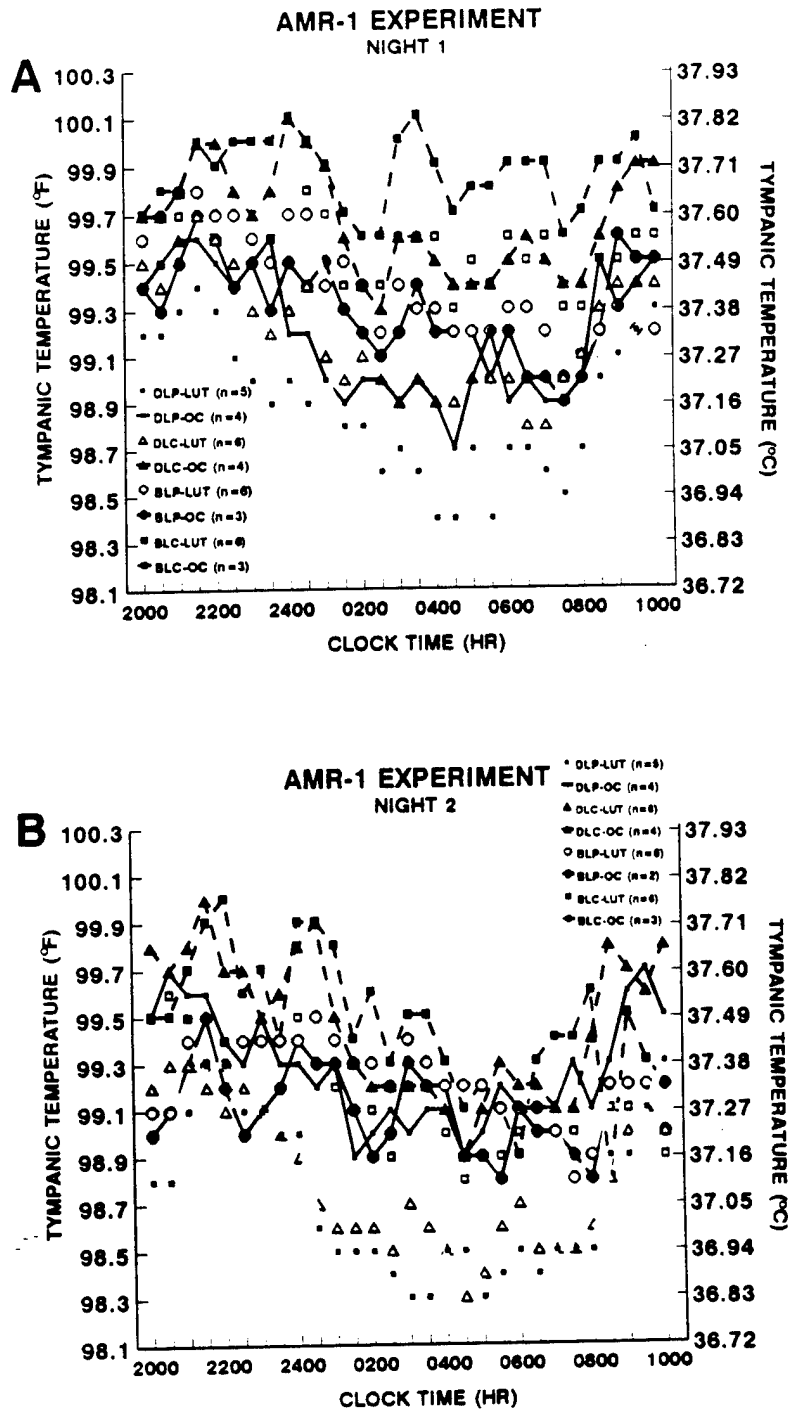 AMR-1 EXPERIMENT
NIGHT 1
A
100.3
100.1
99.9
99.7
99.5
99.3
99.1
98.9
98.7
98.5
98.3
98.1
TYMPANIC TEMPERATURE (°F)
37.93
37.82
37.71
37.60
37.49
37.38
37.27
37.16
37.05
36.94
36.83
36.72
TYMPANIC TEMPERATURE (°C)
DLP-LUT (n=5)
DLP-OC (n=4)
DLC-LUT (n=6)
DLC-OC (n=4)
BLP-LUT (n=6)
BLP-OC (n=3)
BLC-LUT (n=6)
BLC-OC (n=3)
2000 2200 2400 0200 0400 0600 0800 1000
CLOCK TIME (HR)
AMR-1 EXPERIMENT
NIGHT 2
DLP-LUT (n=5)
DLP-OC (n=4)
DLC-LUT (n=6)
DLC-OC (n=4)
BLP-LUT (n=6)
BLP-OC (n=2)
BLC-LUT (n=6)
BLC-OC (n=3)
B
100.3
100.1
99.9
99.7
99.5
99.3
99.1
98.9
98.7
98.5
98.3
98.1
TYMPANIC TEMPERATURE (°F)
37.93
37.82
37.71
37.60
37.49
37.38
37.27
37.16
37.05
36.94
36.83
36.72
TYMPANIC TEMPERATURE (°C)
2000 2200 2400 0200 0400 0600 0800 1000
CLOCK TIME (HR)